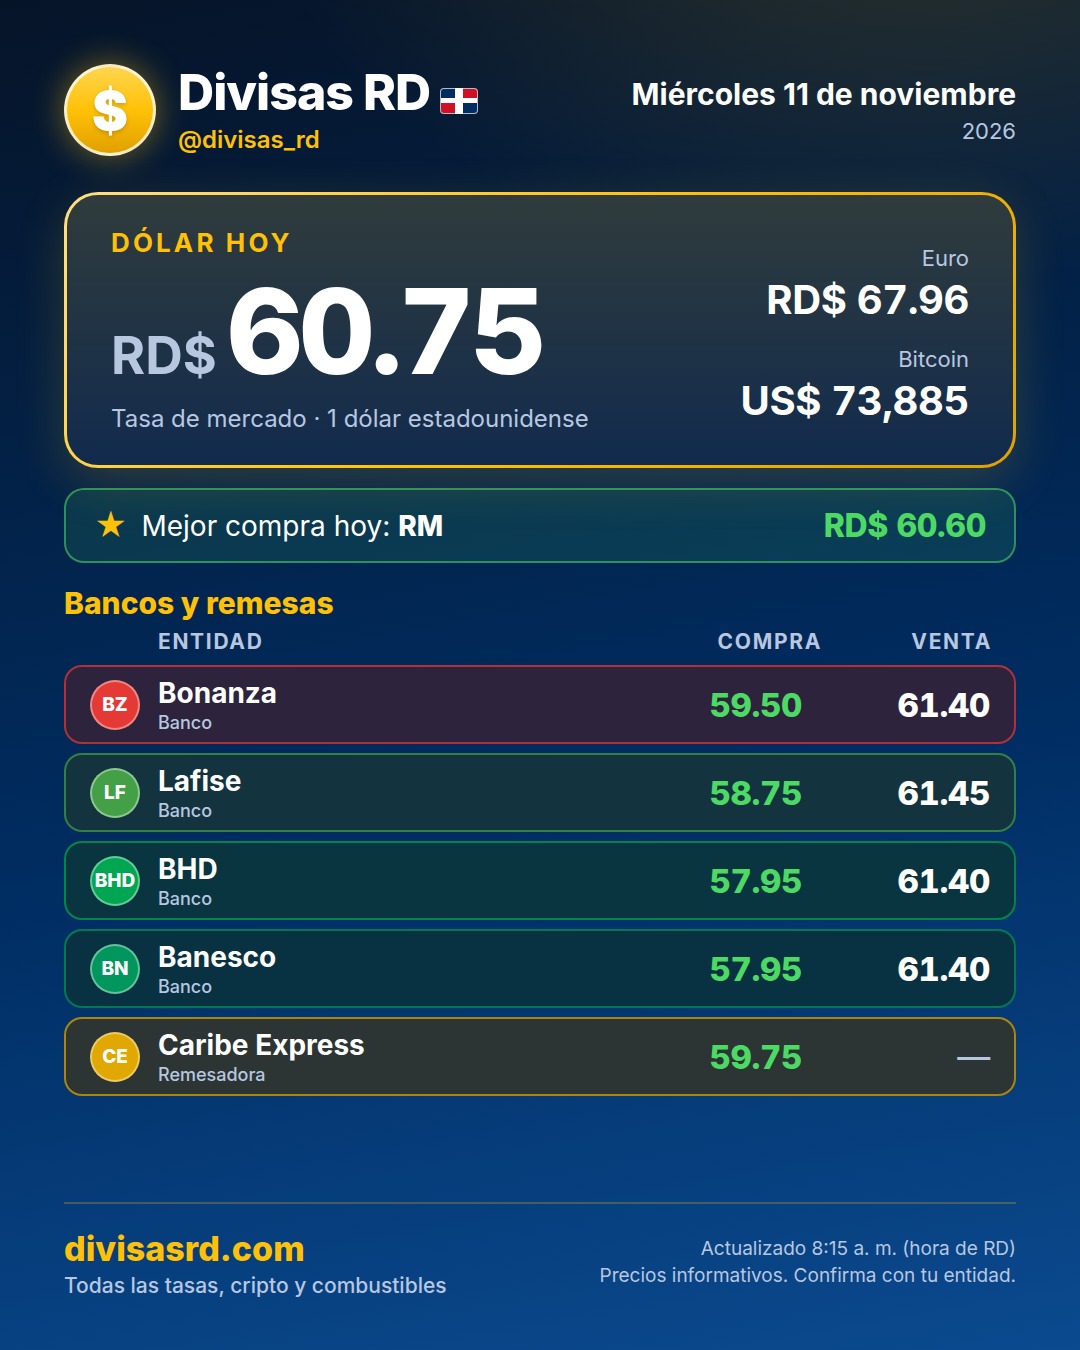 $
Divisas RD
@divisas_rd
Miércoles 11 de noviembre
2026
DÓLAR HOY
RD$ 60.75
Tasa de mercado · 1 dólar estadounidense
Euro
RD$ 67.96
Bitcoin
US$ 73,885
★ Mejor compra hoy: RM RD$ 60.60
Bancos y remesas
ENTIDAD COMPRA VENTA
BZ Bonanza 59.50 61.40
Banco
LF Lafise 58.75 61.45
Banco
BHD BHD 57.95 61.40
Banco
BN Banesco 57.95 61.40
Banco
CE Caribe Express 59.75 —
Remesadora
divisasrd.com
Todas las tasas, cripto y combustibles
Actualizado 8:15 a. m. (hora de RD)
Precios informativos. Confirma con tu entidad.